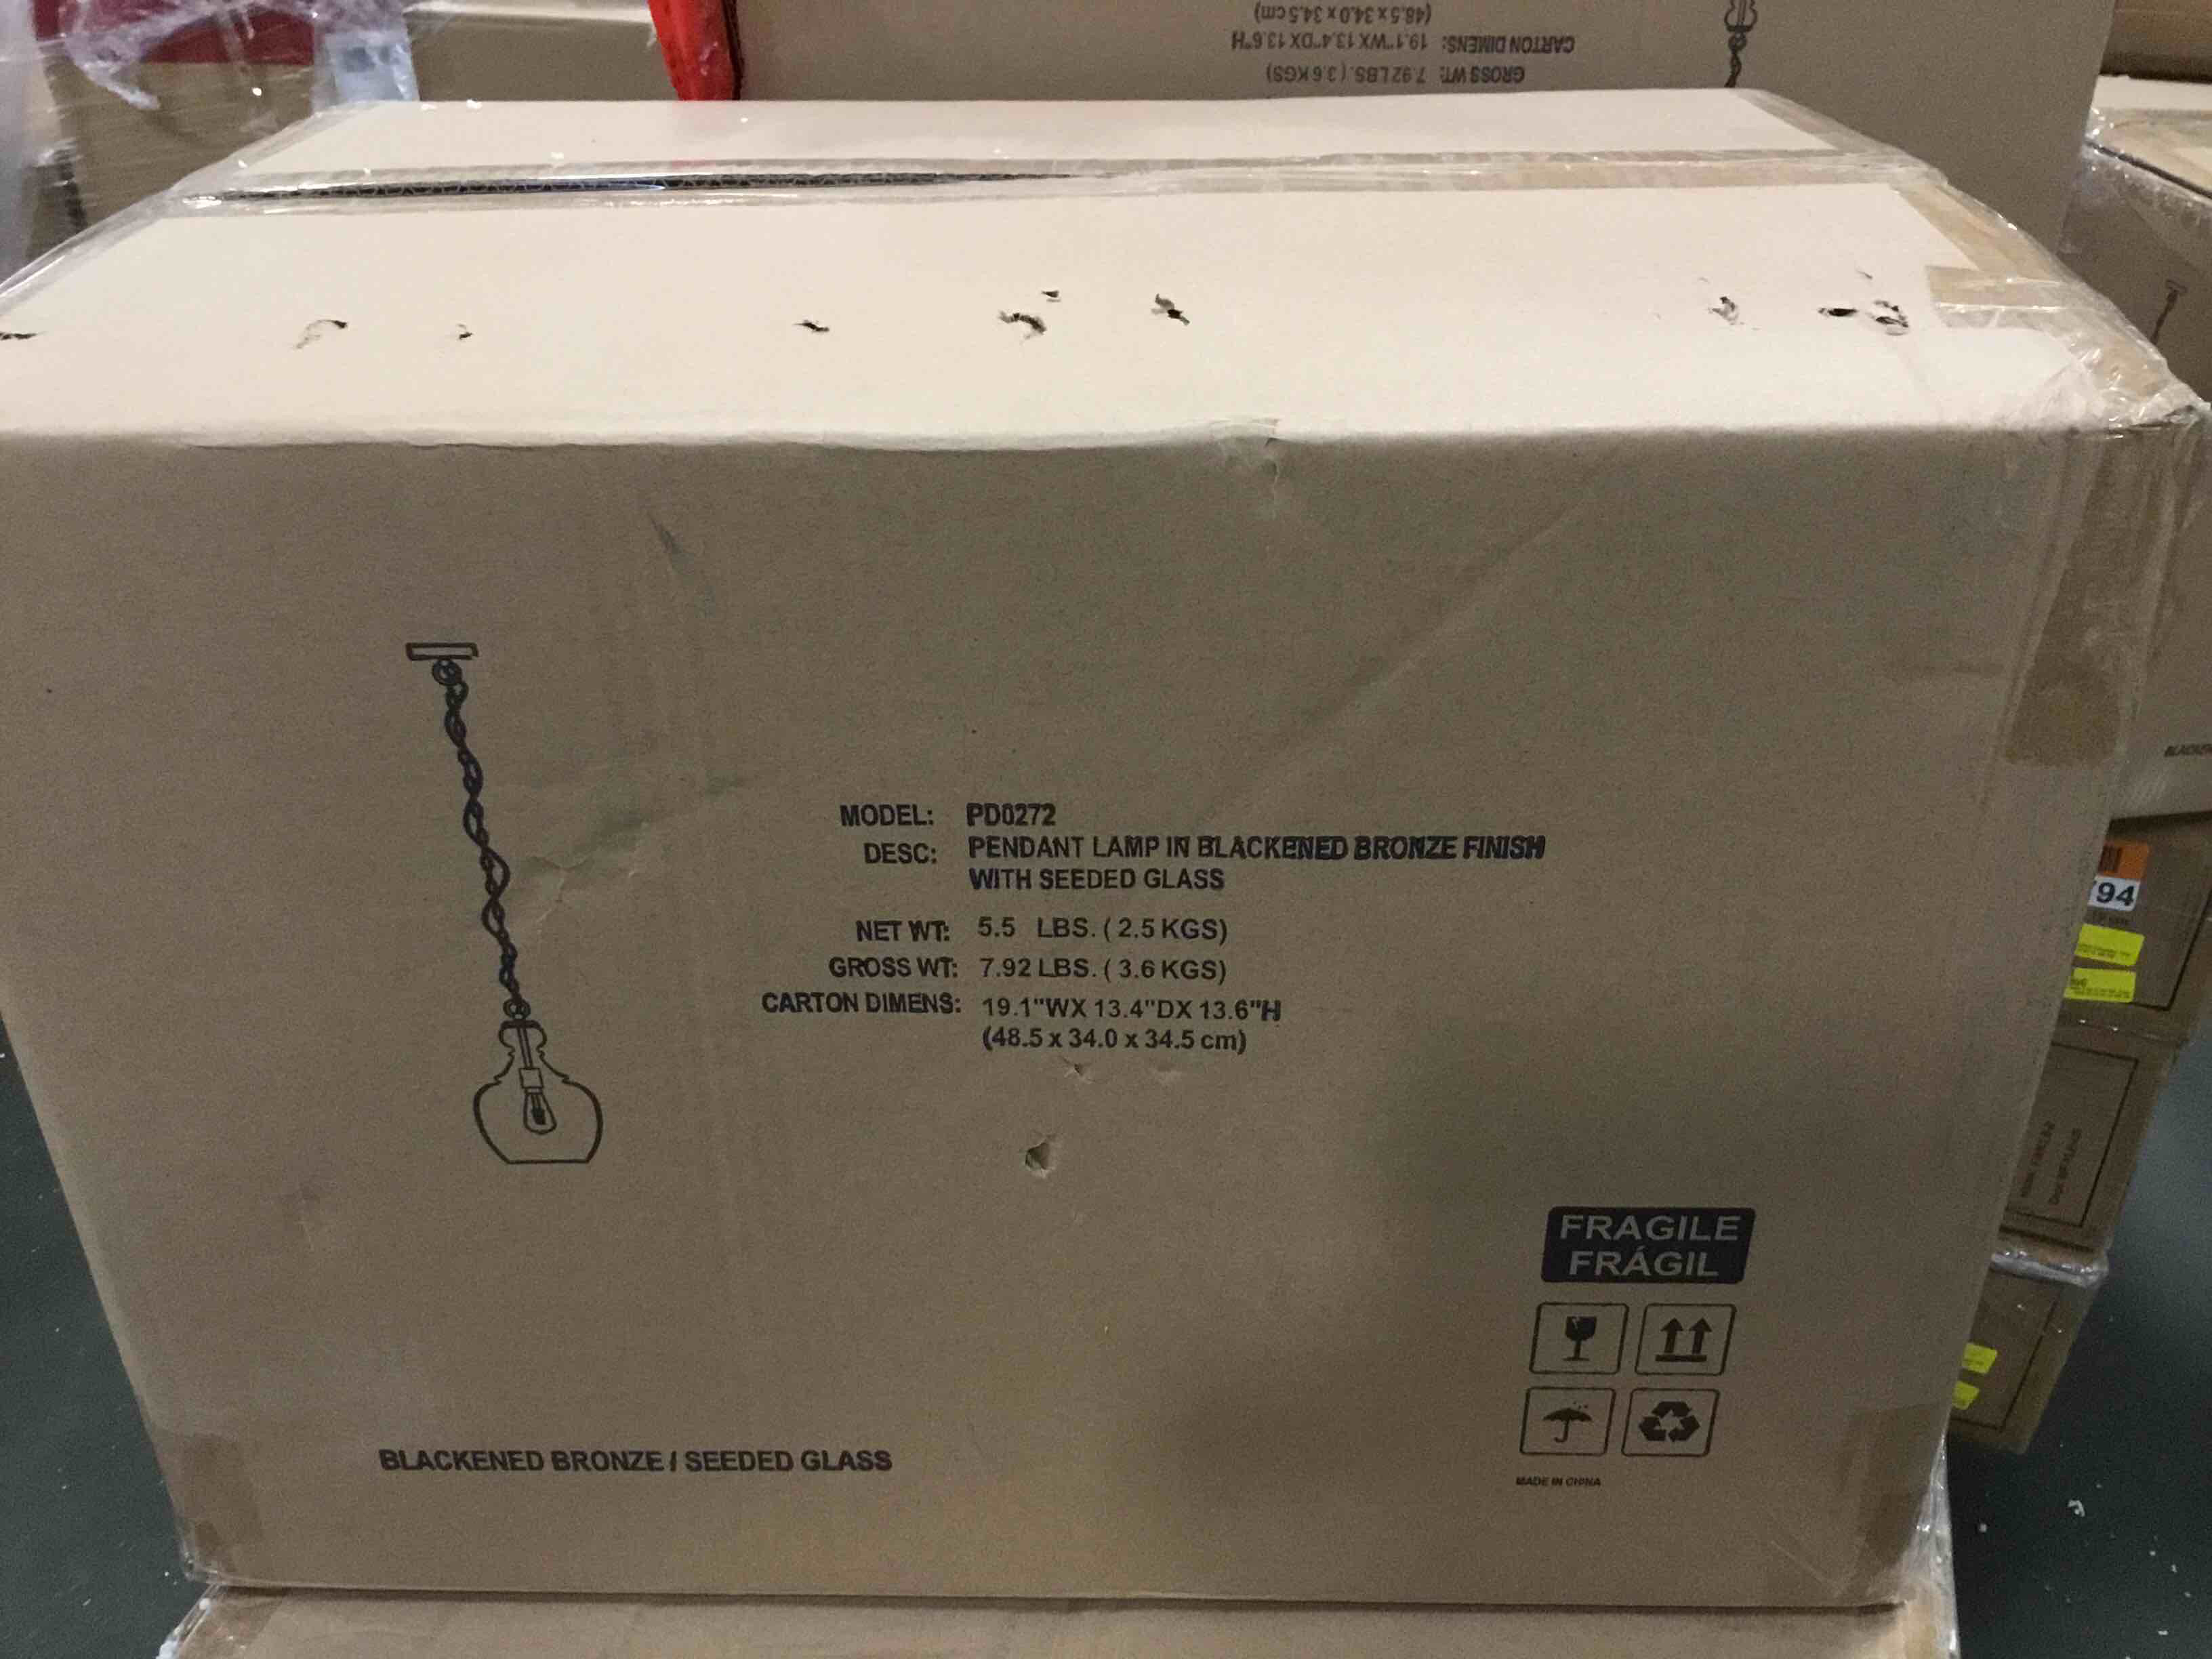 (48.5 x 34.0 x 34.5 cm)
CARTON DIMENS: 19.1"WX 13.4"DX 13.6"H
GROSS WT: 7.92 LBS. ( 3.6 KGS)
MODEL: PD0272
DESC: PENDANT LAMP IN BLACKENED BRONZE FINISH
WITH SEEDED GLASS
NET WT: 5.5 LBS. ( 2.5 KGS)
GROSS WT: 7.92 LBS. ( 3.6 KGS)
CARTON DIMENS: 19.1"WX 13.4"DX 13.6"H
(48.5 x 34.0 x 34.5 cm)
94
FRAGILE
FRÁGIL
BLACKENED BRONZE / SEEDED GLASS
MADE IN CHINA